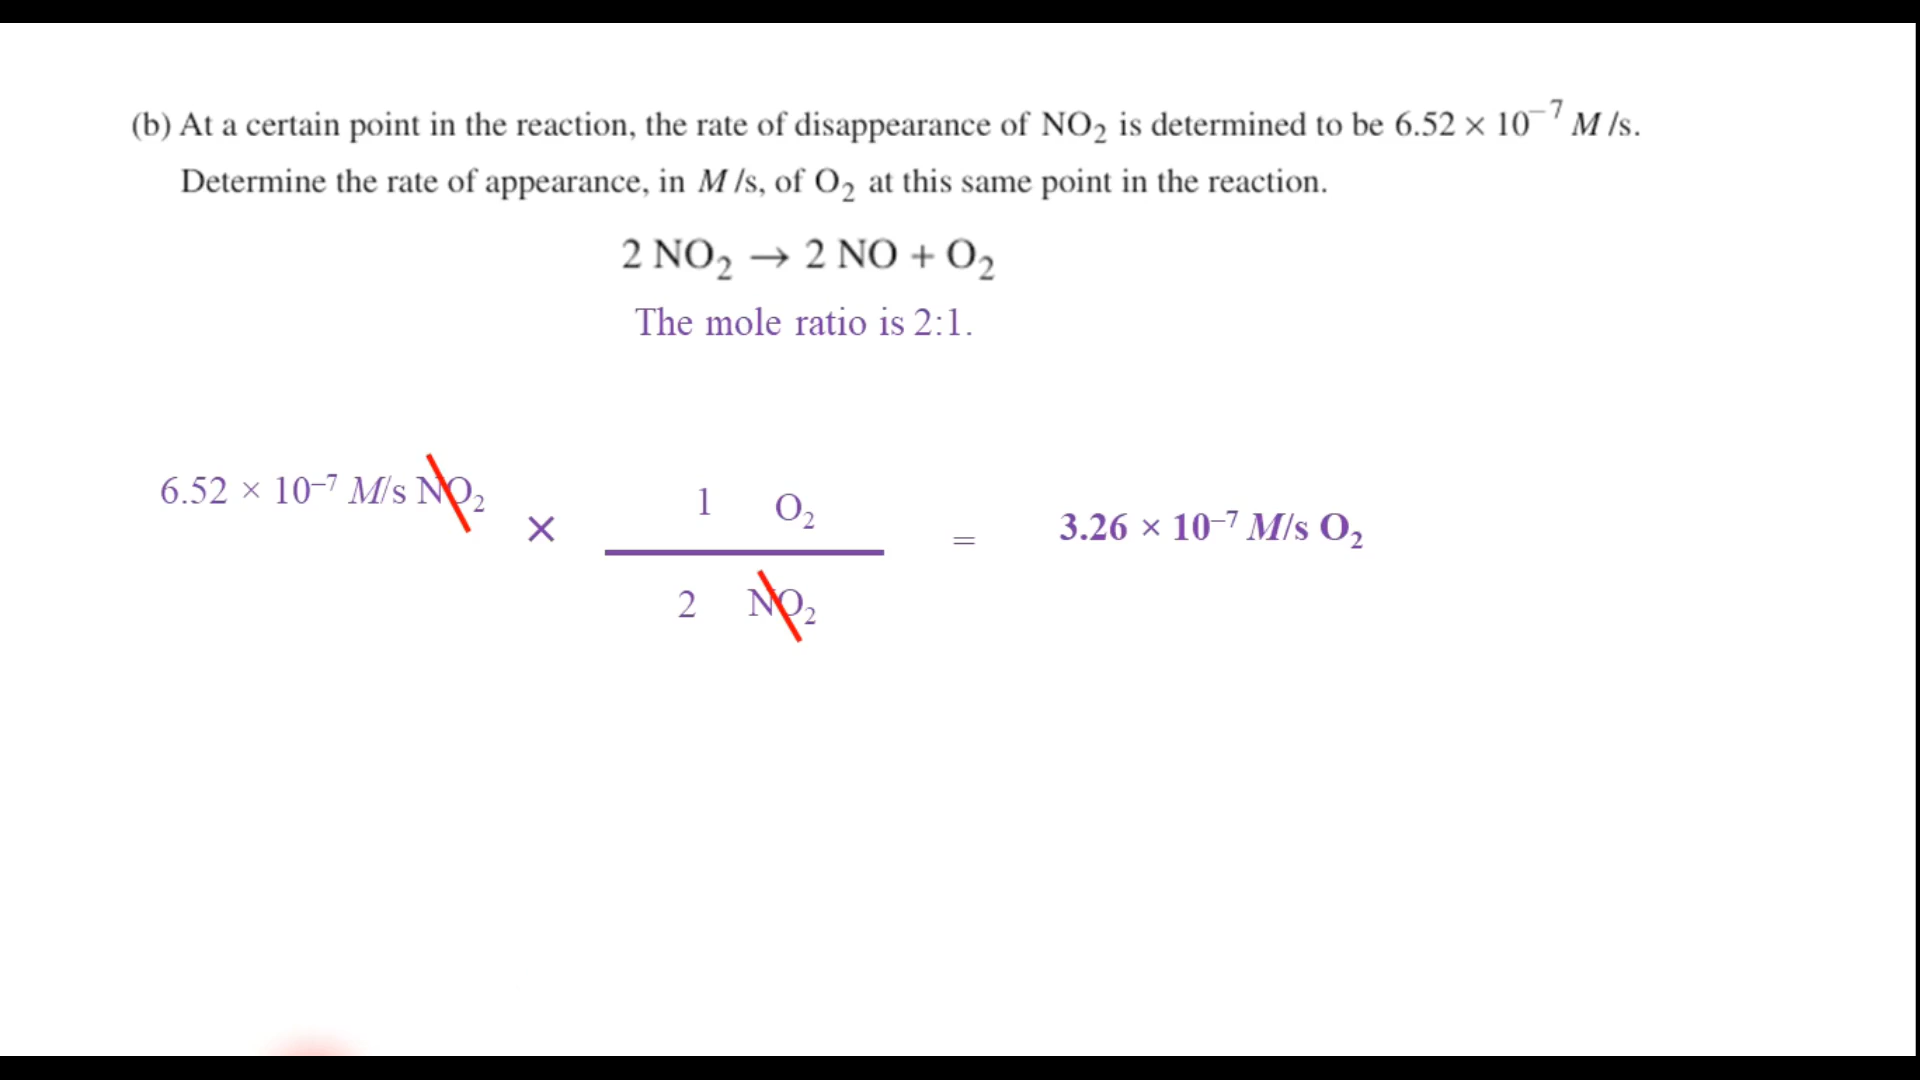 (b) At a certain point in the reaction, the rate of disappearance of NO₂ is determined to be 6.52 × 10⁻⁷ M/s.
Determine the rate of appearance, in M/s, of O₂ at this same point in the reaction.
2 NO₂ → 2 NO + O₂
The mole ratio is 2:1.
6.52 × 10⁻⁷ M/s NO₂ × 1 O₂ = 3.26 × 10⁻⁷ M/s O₂
2 NO₂